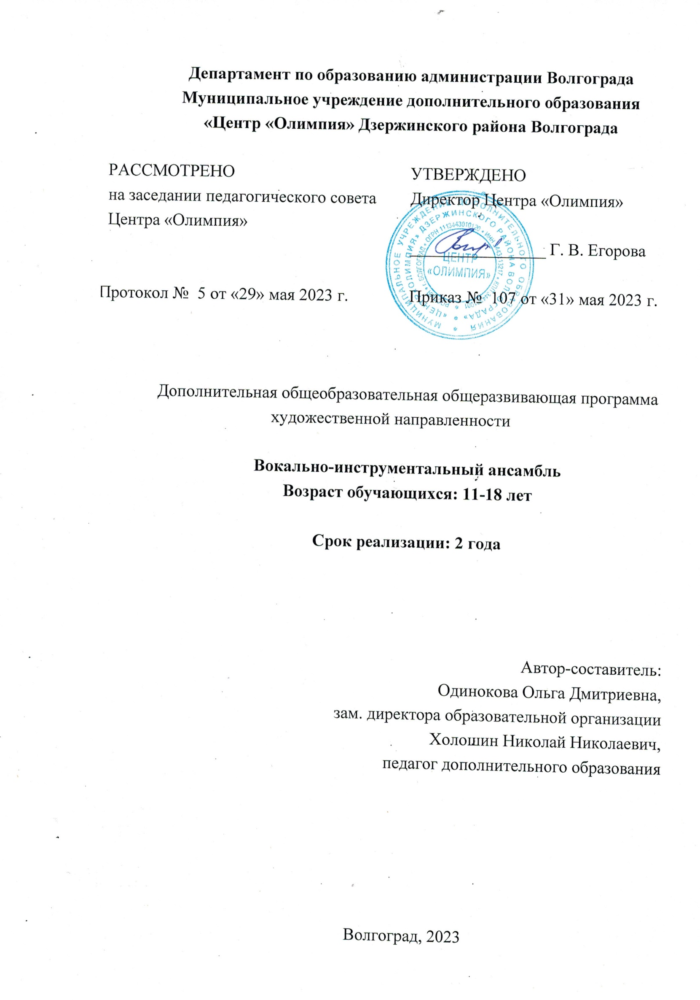 Департамент по образованию администрации Волгограда
Муниципальное учреждение дополнительного образования
«Центр «Олимпия» Дзержинского района Волгограда
РАССМОТРЕНО
на заседании педагогического совета
Центра «Олимпия»
Протокол № 5 от «29» мая 2023 г.
УТВЕРЖДЕНО
Директор Центра «Олимпия»
Г. В. Егорова
Приказ № 107 от «31» мая 2023 г.
МУНИЦИПАЛЬНОЕ УЧРЕЖДЕНИЕ ДОПОЛНИТЕЛЬНОГО ОБРАЗОВАНИЯ
«ЦЕНТР «ОЛИМПИЯ» ДЗЕРЖИНСКОГО РАЙОНА ВОЛГОГРАДА»
г. ВОЛГОГРАД • ОГРН 1113443010120 • ИНН
ЦЕНТР
«ОЛИМПИЯ»
Дополнительная общеобразовательная общеразвивающая программа
художественной направленности
Вокально-инструментальный ансамбль
Возраст обучающихся: 11-18 лет
Срок реализации: 2 года
Автор-составитель:
Одинокова Ольга Дмитриевна,
зам. директора образовательной организации
Холошин Николай Николаевич,
педагог дополнительного образования
Волгоград, 2023